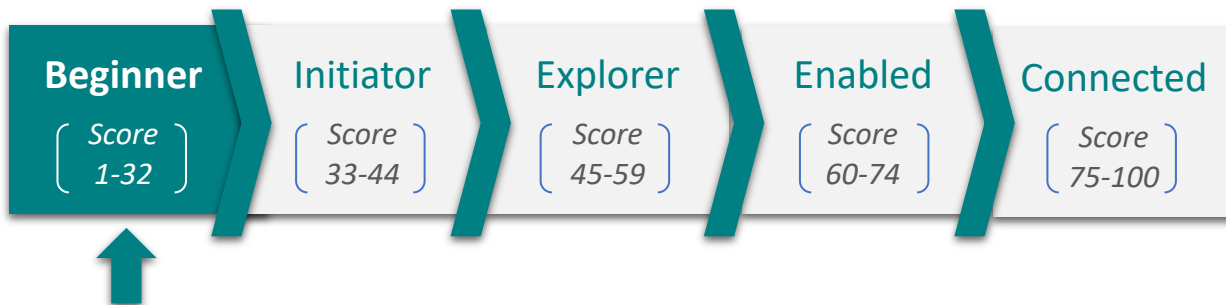 Beginner
Score
1-32
Initiator
Score
33-44
Explorer
Score
45-59
Enabled
Score
60-74
Connected
Score
75-100